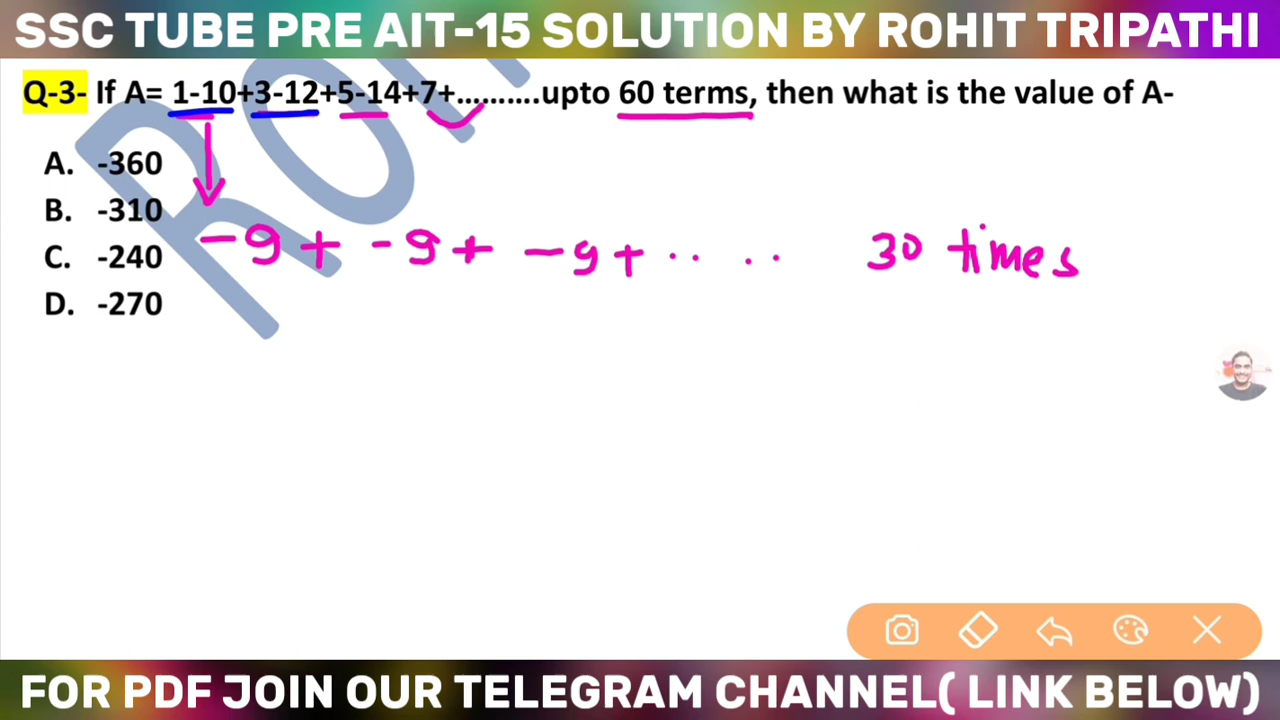 SSC TUBE PRE AIT-15 SOLUTION BY ROHIT TRIPATHI
Q-3- If A= 1-10+3-12+5-14+7+……….upto 60 terms, then what is the value of A-
A. -360
B. -310
C. -240
D. -270
-9 + -9 + -9 + .. .. 30 times
FOR PDF JOIN OUR TELEGRAM CHANNEL( LINK BELOW)